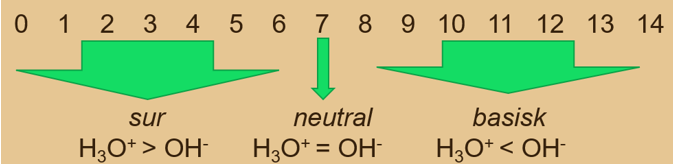 0 1 2 3 4 5 6 7 8 9 10 11 12 13 14
sur neutral basisk
H₃O⁺ > OH⁻ H₃O⁺ = OH⁻ H₃O⁺ < OH⁻